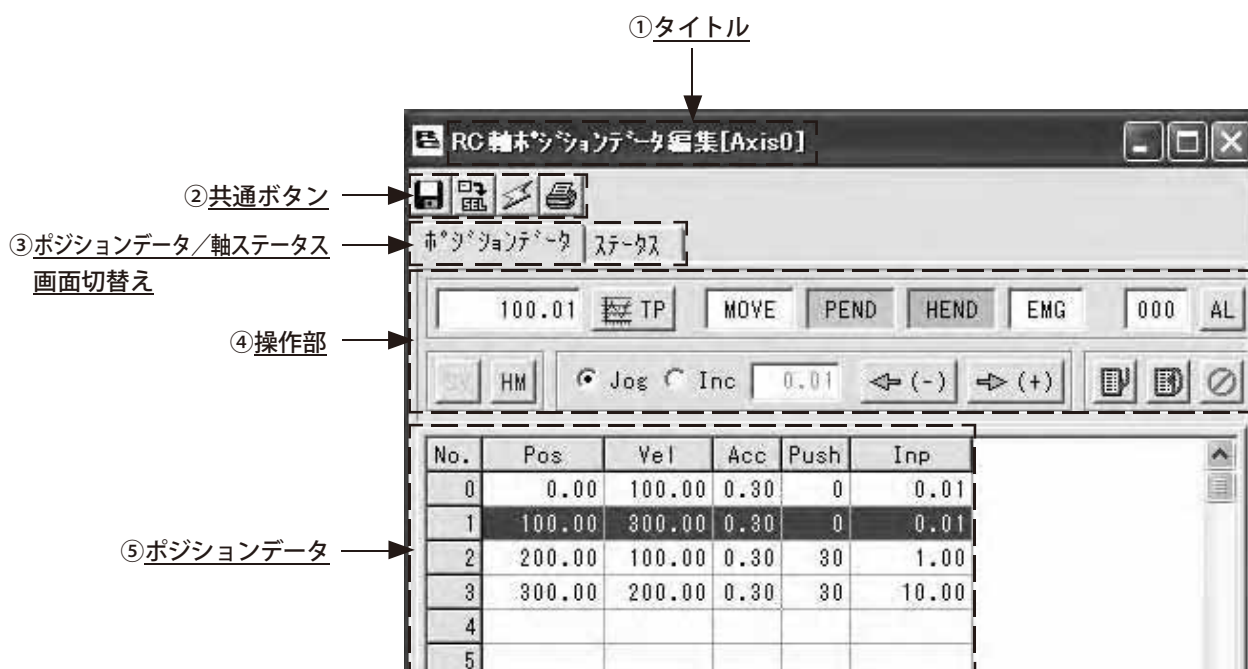 ①タイトル
RC軸ﾎﾟｼﾞｼｮﾝﾃﾞｰﾀ編集[Axis0]
②共通ボタン
SEL
③ポジションデータ／軸ステータス
画面切替え
ﾎﾟｼﾞｼｮﾝﾃﾞｰﾀ ｽﾃｰﾀｽ
④操作部
100.01 TP MOVE PEND HEND EMG 000 AL
SV HM Jog Inc 0.01 (-) (+)
⑤ポジションデータ
No. Pos Vel Acc Push Inp
0 0.00 100.00 0.30 0 0.01
1 100.00 300.00 0.30 0 0.01
2 200.00 100.00 0.30 30 1.00
3 300.00 200.00 0.30 30 10.00
4
5